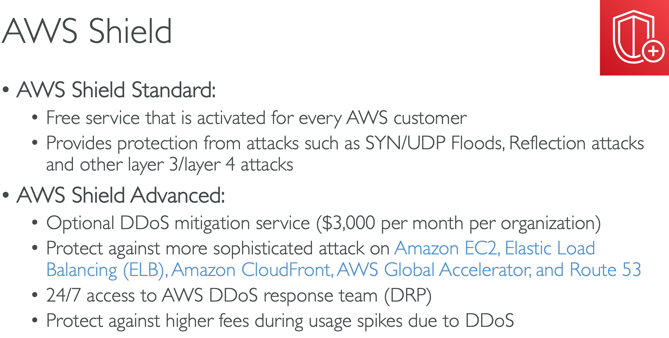 AWS Shield
• AWS Shield Standard:
• Free service that is activated for every AWS customer
• Provides protection from attacks such as SYN/UDP Floods, Reflection attacks
and other layer 3/layer 4 attacks
• AWS Shield Advanced:
• Optional DDoS mitigation service ($3,000 per month per organization)
• Protect against more sophisticated attack on Amazon EC2, Elastic Load
Balancing (ELB), Amazon CloudFront, AWS Global Accelerator, and Route 53
• 24/7 access to AWS DDoS response team (DRP)
• Protect against higher fees during usage spikes due to DDoS